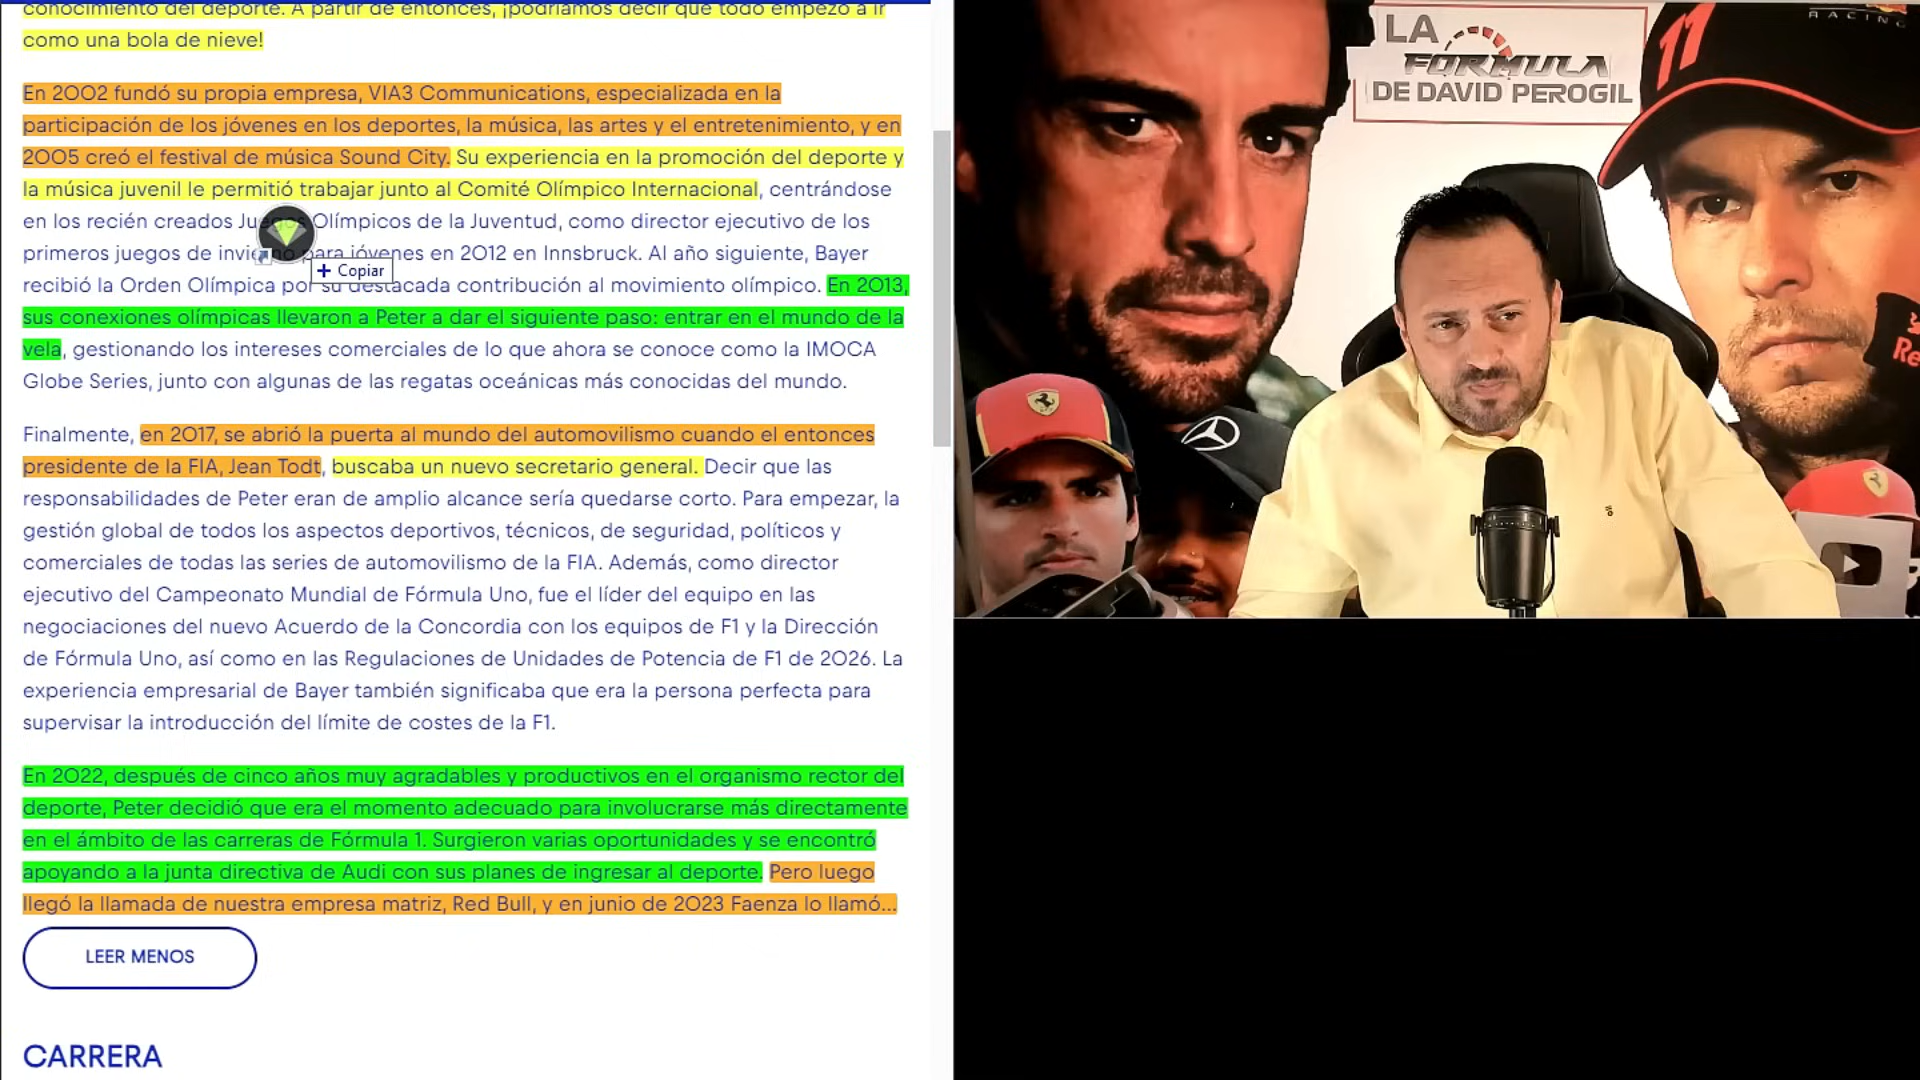 conocimiento del deporte. A partir de entonces, ¡podríamos decir que todo empezó a ir
como una bola de nieve!
En 2002 fundó su propia empresa, VIA3 Communications, especializada en la
participación de los jóvenes en los deportes, la música, las artes y el entretenimiento, y en
2005 creó el festival de música Sound City. Su experiencia en la promoción del deporte y
la música juvenil le permitió trabajar junto al Comité Olímpico Internacional, centrándose
en los recién creados Juegos Olímpicos de la Juventud, como director ejecutivo de los
primeros juegos de invierno para jóvenes en 2012 en Innsbruck. Al año siguiente, Bayer
Copiar
recibió la Orden Olímpica por su destacada contribución al movimiento olímpico. En 2013,
sus conexiones olímpicas llevaron a Peter a dar el siguiente paso: entrar en el mundo de la
vela, gestionando los intereses comerciales de lo que ahora se conoce como la IMOCA
Globe Series, junto con algunas de las regatas oceánicas más conocidas del mundo.
Finalmente, en 2017, se abrió la puerta al mundo del automovilismo cuando el entonces
presidente de la FIA, Jean Todt, buscaba un nuevo secretario general. Decir que las
responsabilidades de Peter eran de amplio alcance sería quedarse corto. Para empezar, la
gestión global de todos los aspectos deportivos, técnicos, de seguridad, políticos y
comerciales de todas las series de automovilismo de la FIA. Además, como director
ejecutivo del Campeonato Mundial de Fórmula Uno, fue el líder del equipo en las
negociaciones del nuevo Acuerdo de la Concordia con los equipos de F1 y la Dirección
de Fórmula Uno, así como en las Regulaciones de Unidades de Potencia de F1 de 2026. La
experiencia empresarial de Bayer también significaba que era la persona perfecta para
supervisar la introducción del límite de costes de la F1.
En 2022, después de cinco años muy agradables y productivos en el organismo rector del
deporte, Peter decidió que era el momento adecuado para involucrarse más directamente
en el ámbito de las carreras de Fórmula 1. Surgieron varias oportunidades y se encontró
apoyando a la junta directiva de Audi con sus planes de ingresar al deporte. Pero luego
llegó la llamada de nuestra empresa matriz, Red Bull, y en junio de 2023 Faenza lo llamó...
LEER MENOS
CARRERA
LA
FÓRMULA
DE DAVID PEROGIL
11
RACING
Re